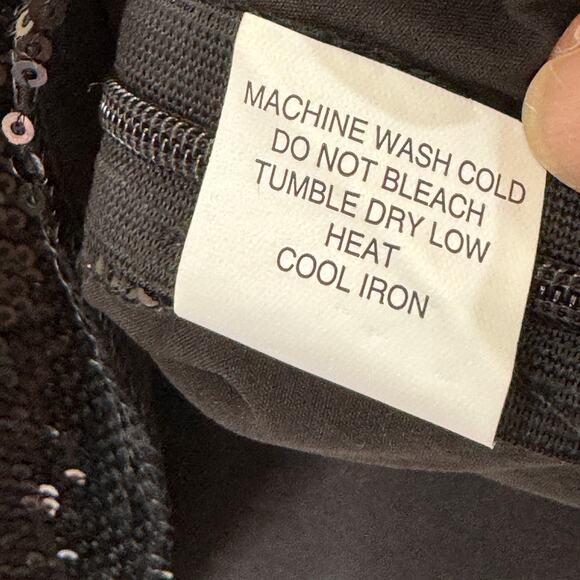 MACHINE WASH COLD
DO NOT BLEACH
TUMBLE DRY LOW
HEAT
COOL IRON